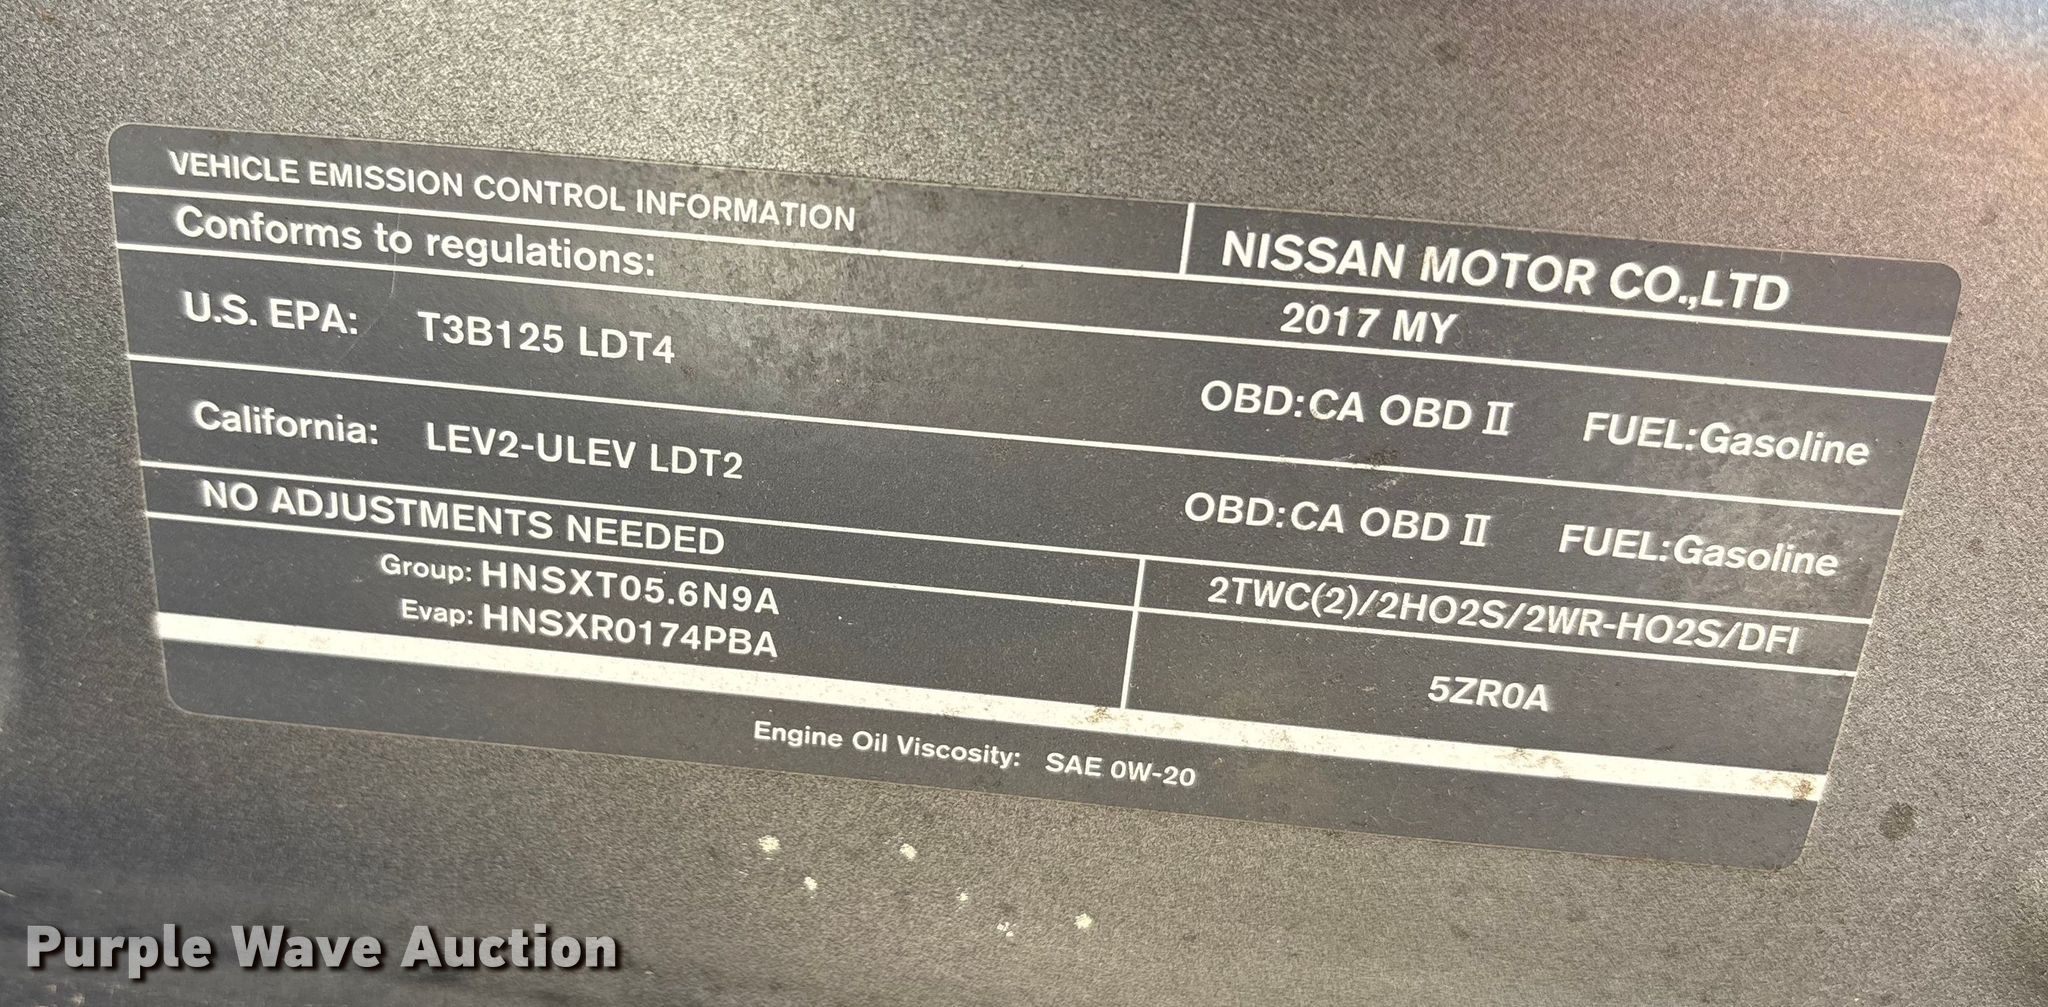 VEHICLE EMISSION CONTROL INFORMATION
NISSAN MOTOR CO.,LTD
Conforms to regulations:
2017 MY
U.S. EPA: T3B125 LDT4 OBD:CA OBD II FUEL:Gasoline
California: LEV2-ULEV LDT2 OBD:CA OBD II FUEL:Gasoline
NO ADJUSTMENTS NEEDED
2TWC(2)/2HO2S/2WR-HO2S/DFI
Group: HNSXT05.6N9A
Evap: HNSXR0174PBA
5ZR0A
Engine Oil Viscosity: SAE 0W-20
Purple Wave Auction